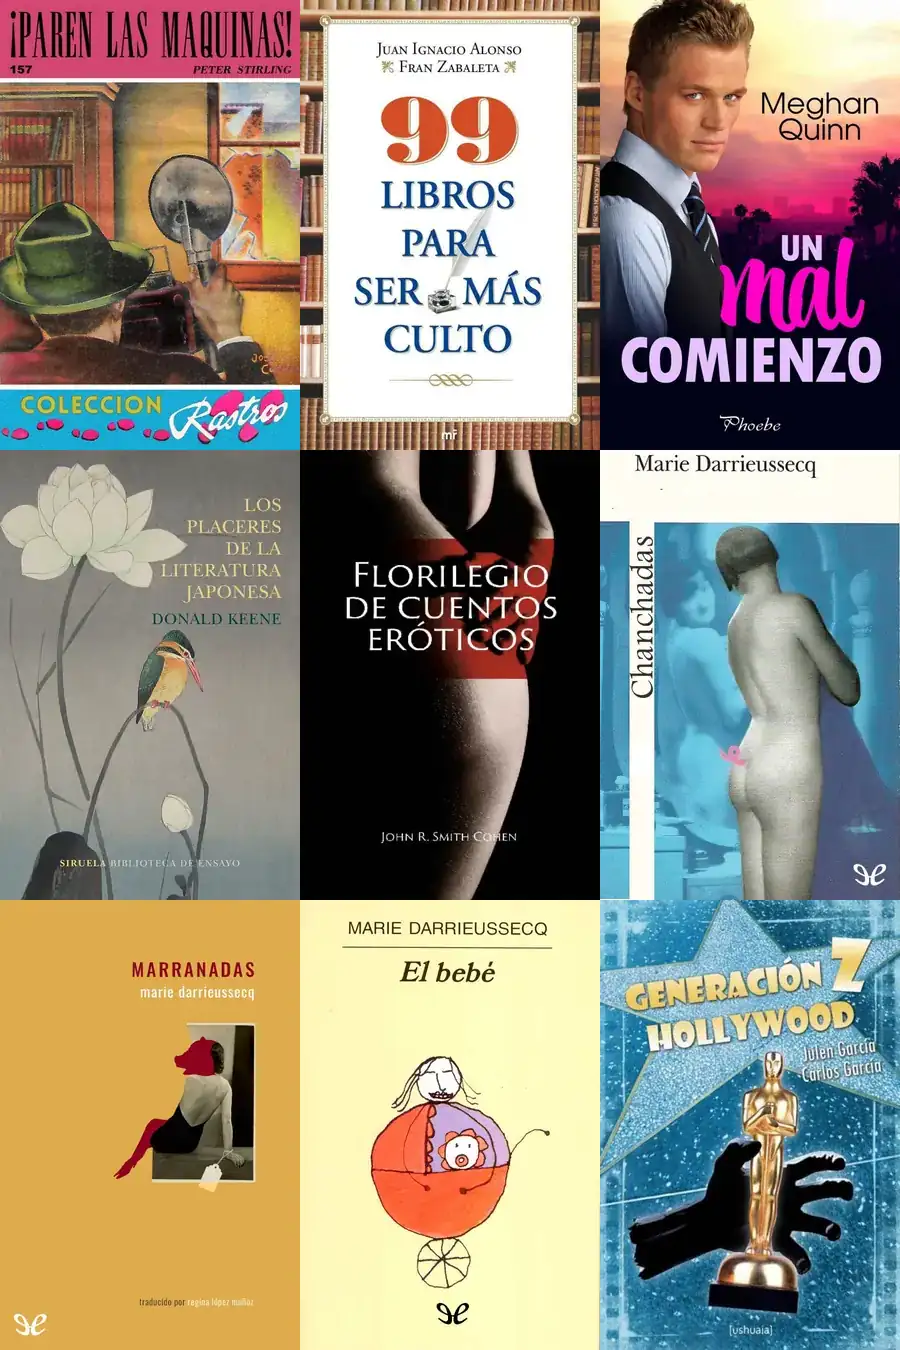 ¡PAREN LAS MAQUINAS!
157
PETER STIRLING
COLECCION
Rastros
JUAN IGNACIO ALONSO
FRAN ZABALETA
99
LIBROS
PARA
SER MÁS
CULTO
mr
Meghan
Quinn
UN
mal
COMIENZO
Phoebe
LOS
PLACERES
DE LA
LITERATURA
JAPONESA
DONALD KEENE
SIRUELA BIBLIOTECA DE ENSAYO
FLORILEGIO
DE CUENTOS
ERÓTICOS
JOHN R. SMITH COHEN
Marie Darrieussecq
Chanchadas
MARRANADAS
marie darrieussecq
traducido por regina lópez muñoz
MARIE DARRIEUSSECQ
El bebé
GENERACIÓN Z
HOLLYWOOD
Julen García
Carlos García
[ushuaia]